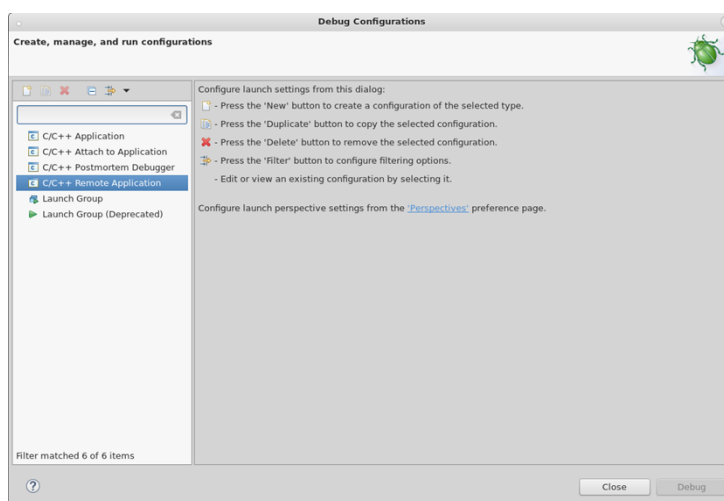 Debug Configurations
Create, manage, and run configurations
Configure launch settings from this dialog:
- Press the 'New' button to create a configuration of the selected type.
- Press the 'Duplicate' button to copy the selected configuration.
- Press the 'Delete' button to remove the selected configuration.
- Press the 'Filter' button to configure filtering options.
- Edit or view an existing configuration by selecting it.
Configure launch perspective settings from the 'Perspectives' preference page.
C/C++ Application
C/C++ Attach to Application
C/C++ Postmortem Debugger
C/C++ Remote Application
Launch Group
Launch Group (Deprecated)
Filter matched 6 of 6 items
Close
Debug